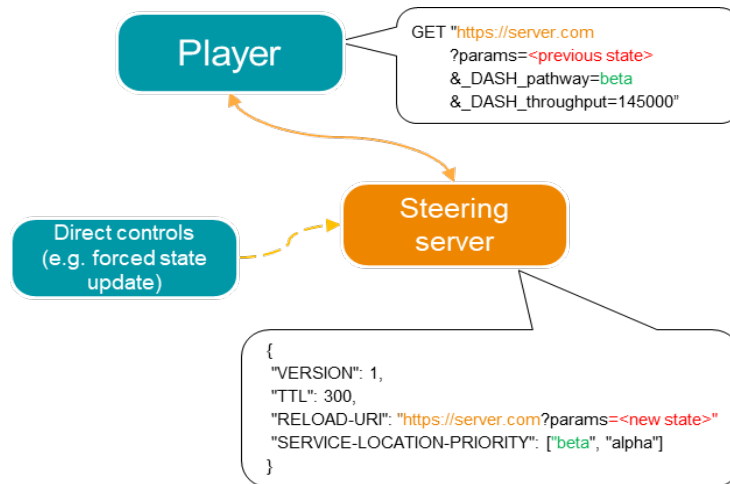 Player
GET "https://server.com
?params=<previous state>
&_DASH_pathway=beta
&_DASH_throughput=145000”
Steering
server
Direct controls
(e.g. forced state
update)
{
"VERSION": 1,
"TTL": 300,
"RELOAD-URI": "https://server.com?params=<new state>"
"SERVICE-LOCATION-PRIORITY": ["beta", "alpha"]
}